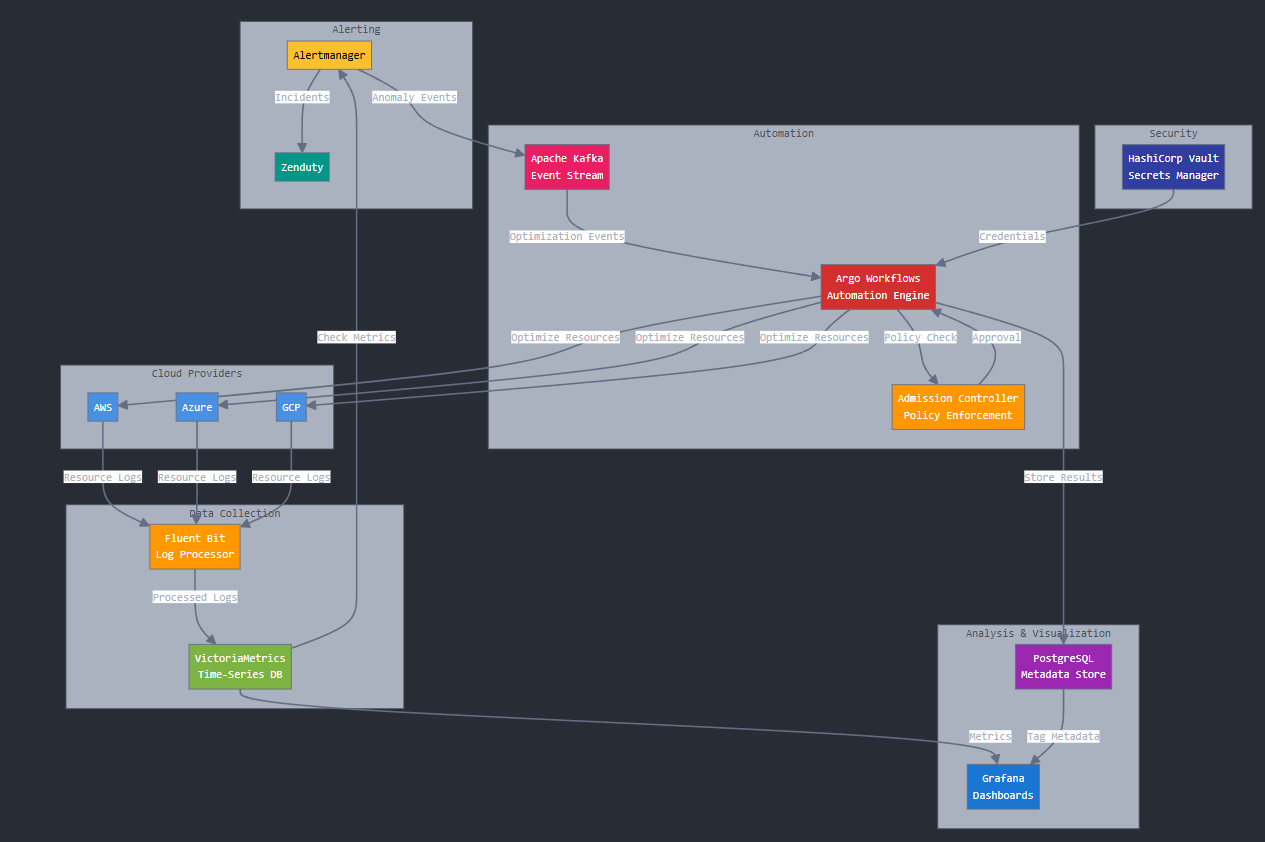 Alerting
Alertmanager
Incidents
Anomaly Events
Zenduty
Automation
Security
Apache Kafka
Event Stream
HashiCorp Vault
Secrets Manager
Optimization Events
Credentials
Argo Workflows
Automation Engine
Check Metrics
Optimize Resources
Optimize Resources
Optimize Resources
Policy Check
Approval
Cloud Providers
AWS
Azure
GCP
Admission Controller
Policy Enforcement
Resource Logs
Resource Logs
Resource Logs
Store Results
Data Collection
Fluent Bit
Log Processor
Processed Logs
VictoriaMetrics
Time-Series DB
Analysis & Visualization
PostgreSQL
Metadata Store
Metrics
Tag Metadata
Grafana
Dashboards